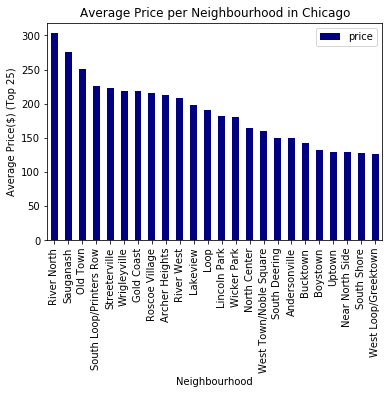 Average Price per Neighbourhood in Chicago
price
Average Price($) (Top 25)
300
250
200
150
100
50
0
River North
Sauganash
Old Town
South Loop/Printers Row
Streeterville
Wrigleyville
Gold Coast
Roscoe Village
Archer Heights
River West
Lakeview
Loop
Lincoln Park
Wicker Park
North Center
West Town/Noble Square
South Deering
Andersonville
Bucktown
Boystown
Uptown
Near North Side
South Shore
West Loop/Greektown
Neighbourhood